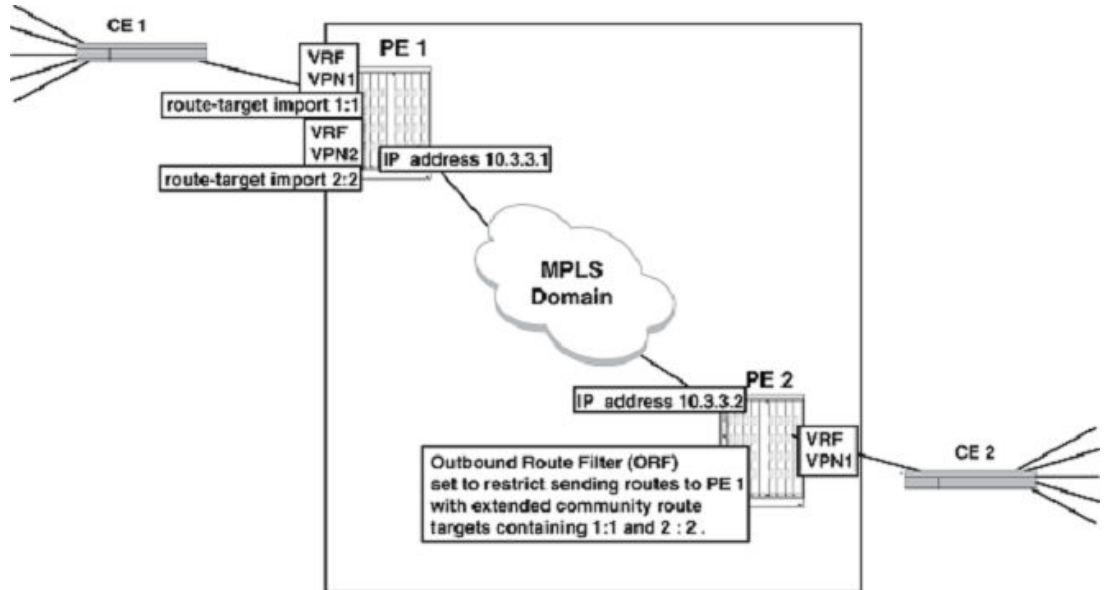 CE 1
PE 1
VRF
VPN1
route-target import 1:1
VRF
VPN2
IP address 10.3.3.1
route-target import 2:2
MPLS
Domain
PE 2
IP address 10.3.3.2
VRF
VPN1
CE 2
Outbound Route Filter (ORF)
set to restrict sending routes to PE 1
with extended community route
targets containing 1:1 and 2 : 2 .